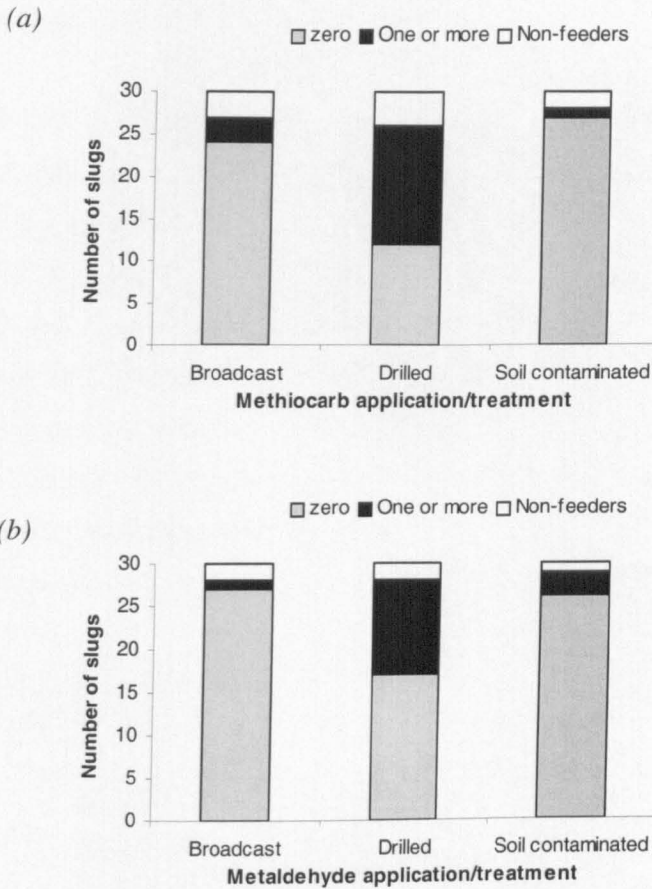 (a)
zero One or more Non-feeders
30
25
20
15
10
5
0
Number of slugs
Broadcast Drilled Soil contaminated
Methiocarb application/treatment
(b)
zero One or more Non-feeders
30
25
20
15
10
5
0
Number of slugs
Broadcast Drilled Soil contaminated
Metaldehyde application/treatment